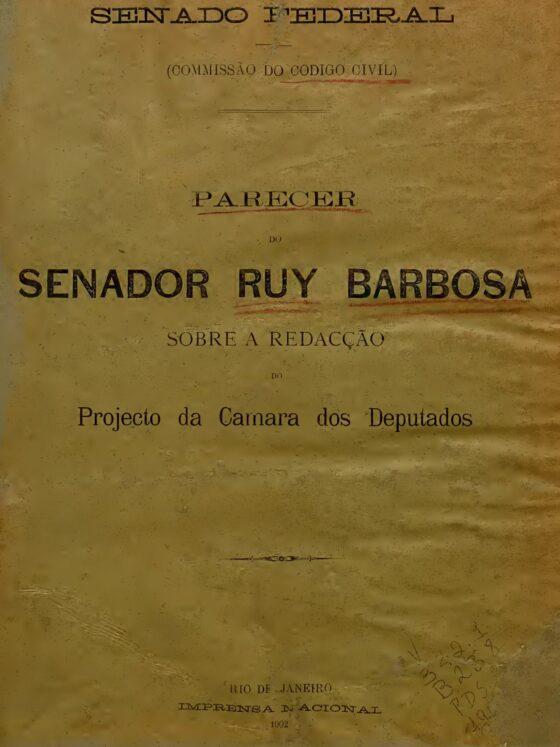 SENADO FEDERAL
(COMMISSÃO DO CODIGO CIVIL)
PARECER
DO
SENADOR RUY BARBOSA
SOBRE A REDACÇÃO
DO
Projecto da Camara dos Deputados
RIO DE JANEIRO
IMPRENSA NACIONAL
1902